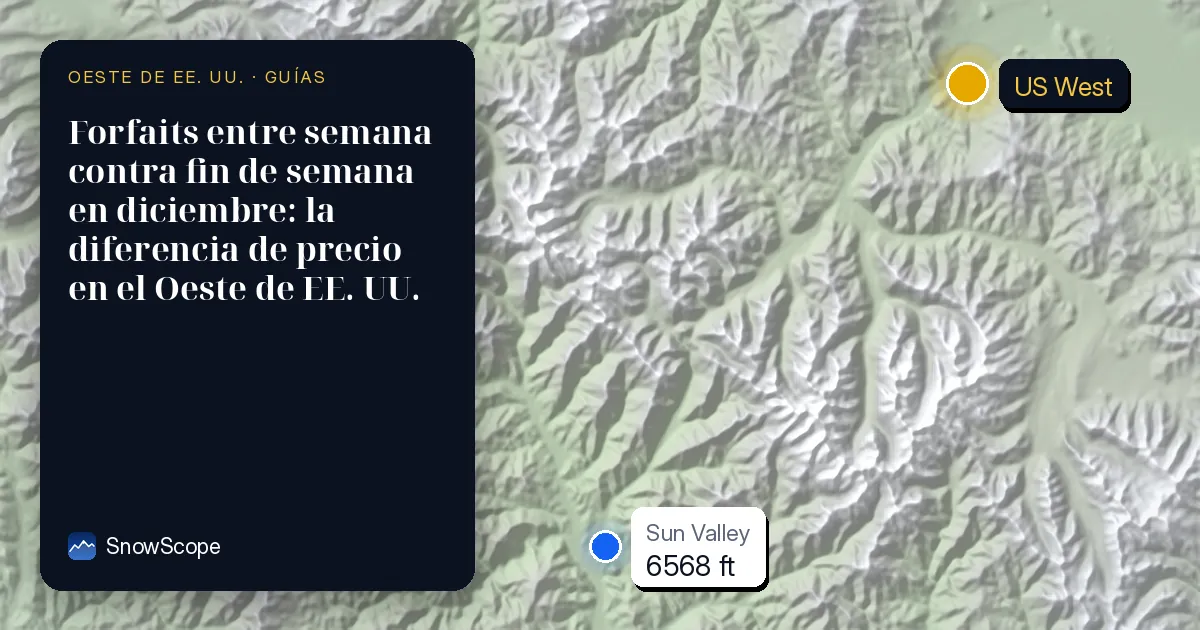 OESTE DE EE. UU. · GUÍAS
Forfaits entre semana
contra fin de semana
en diciembre: la
diferencia de precio
en el Oeste de EE. UU.
SnowScope
US West
Sun Valley
6568 ft